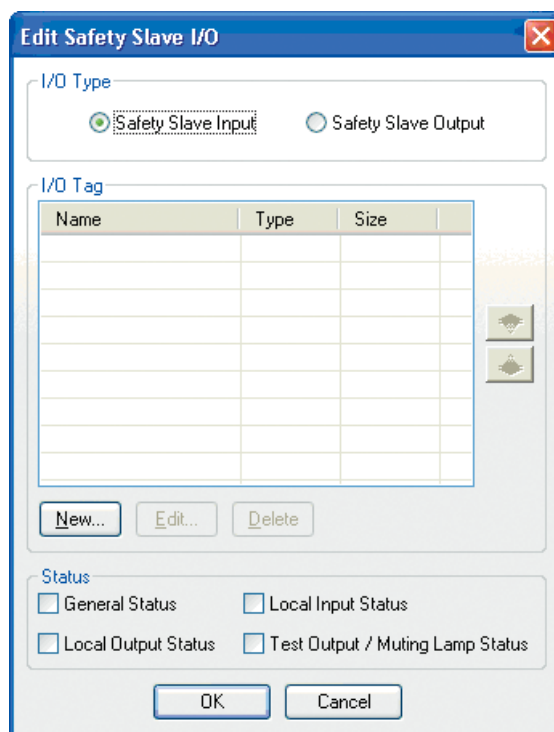 Edit Safety Slave I/O
I/O Type
Safety Slave Input Safety Slave Output
I/O Tag
Name Type Size
New... Edit... Delete
Status
General Status Local Input Status
Local Output Status Test Output / Muting Lamp Status
OK Cancel